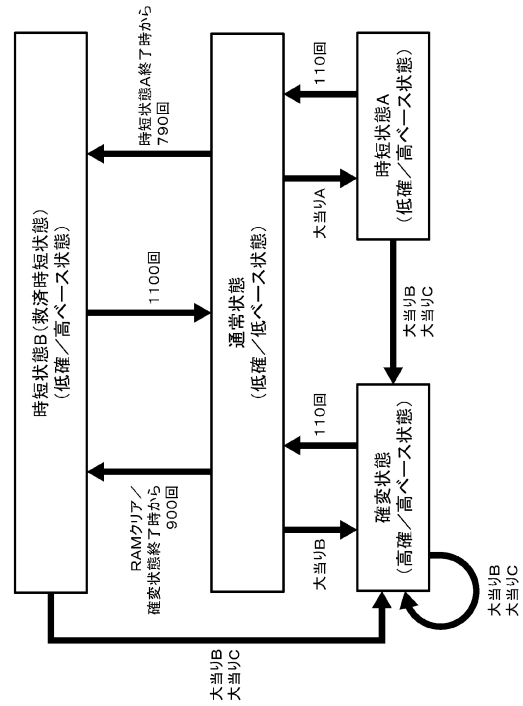 時短状態B(救済時短状態)
(低確／高ベース状態)
RAMクリア／
確変状態終了時から
900回
1100回
時短状態A終了時から
790回
通常状態
(低確／低ベース状態)
大当りB
110回
大当りA
110回
確変状態
(高確／高ベース状態)
時短状態A
(低確／高ベース状態)
大当りB
大当りC
大当りB
大当りC
大当りB
大当りC